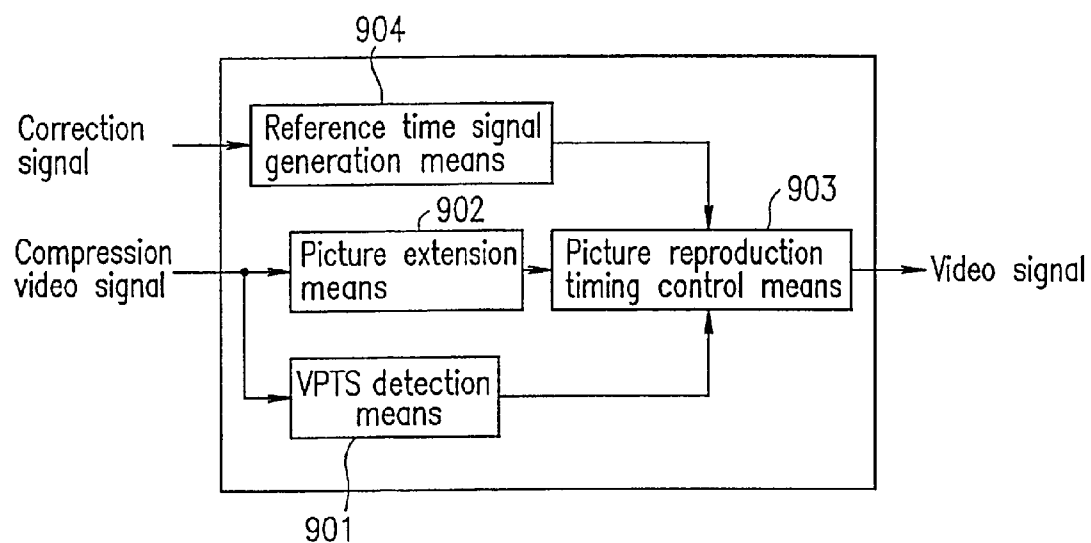 904
Correction
signal
Reference time signal
generation means
902
903
Compression
video signal
Picture extension
means
Picture reproduction
timing control means
Video signal
VPTS detection
means
901